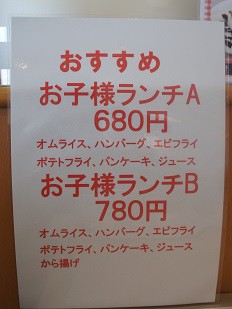 おすすめ
お子様ランチA
680円
オムライス、ハンバーグ、エビフライ
ポテトフライ、パンケーキ、ジュース
お子様ランチB
780円
オムライス、ハンバーグ、エビフライ
ポテトフライ、パンケーキ、ジュース
から揚げ